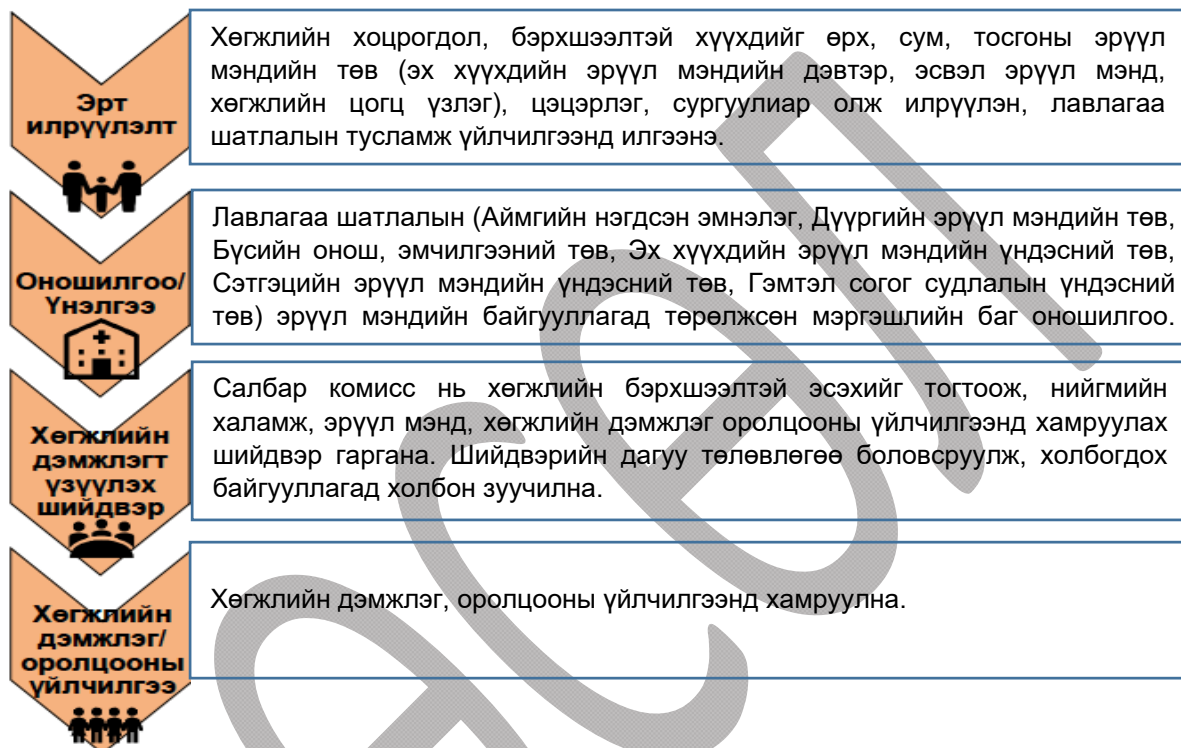 Эрт
илрүүлэлт
Хөгжлийн хоцрогдол, бэрхшээлтэй хүүхдийг өрх, сум, тосгоны эрүүл
мэндийн төв (эх хүүхдийн эрүүл мэндийн дэвтэр, эсвэл эрүүл мэнд,
хөгжлийн цогц үзлэг), цэцэрлэг, сургуулиар олж илрүүлэн, лавлагаа
шатлалын тусламж үйлчилгээнд илгээнэ.
Оношилгоо/
Үнэлгээ
Лавлагаа шатлалын (Аймгийн нэгдсэн эмнэлэг, Дүүргийн эрүүл мэндийн төв,
Бүсийн онош, эмчилгээний төв, Эх хүүхдийн эрүүл мэндийн үндэсний төв,
Сэтгэцийн эрүүл мэндийн үндэсний төв, Гэмтэл согог судлалын үндэсний
төв) эрүүл мэндийн байгууллагад төрөлжсөн мэргэшлийн баг оношилгоо.
Хөгжлийн
дэмжлэгт
үзүүлэх
шийдвэр
Салбар комисс нь хөгжлийн бэрхшээлтэй эсэхийг тогтоож, нийгмийн
халамж, эрүүл мэнд, хөгжлийн дэмжлэг оролцооны үйлчилгээнд хамруулах
шийдвэр гаргана. Шийдвэрийн дагуу төлөвлөгөө боловсруулж, холбогдох
байгууллагад холбон зуучилна.
Хөгжлийн
дэмжлэг/
оролцооны
үйлчилгээ
Хөгжлийн дэмжлэг, оролцооны үйлчилгээнд хамруулна.